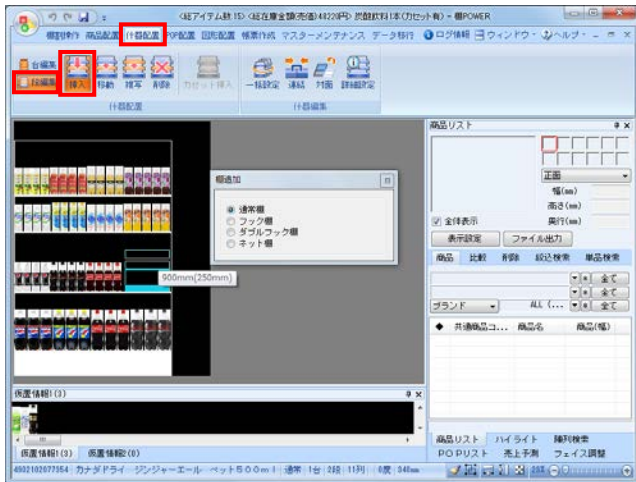 <総アイテム数:15> <総在庫金額(売価)48220円> 炭酸飲料1本(力セット有) - 棚POWER
棚割動作 商品配置 什器配置 POP配置 図形配置 帳票作成 マスターメンテナンス データ移行 ログ情報 ウィンドウ ヘルプ
台編集
段編集
挿入 移動 複写 削除 カセット挿入 一括設定 連結 対面 詳細設定
什器配置 什器編集
商品リスト
棚追加
通常棚
フック棚
ダブルフック棚
ネット棚
900mm(250mm)
正面
幅(mm)
高さ(mm)
全体表示 奥行(mm)
表示設定 ファイル出力
商品 比較 削除 絞込検索 単品検索
全て
全て
ブランド ALL (... 全て
◆ 共通商品コ... 商品名 商品(幅)
仮置情報1(3)
仮置情報1(3) 仮置情報2(0)
商品リスト ハイライト 陳列検索
POPリスト 売上予測 フェイス調整
4902102077354 カナダドライ ジンジャーエール ペット500ml 通常 1台 2段 11列 0度 340mm